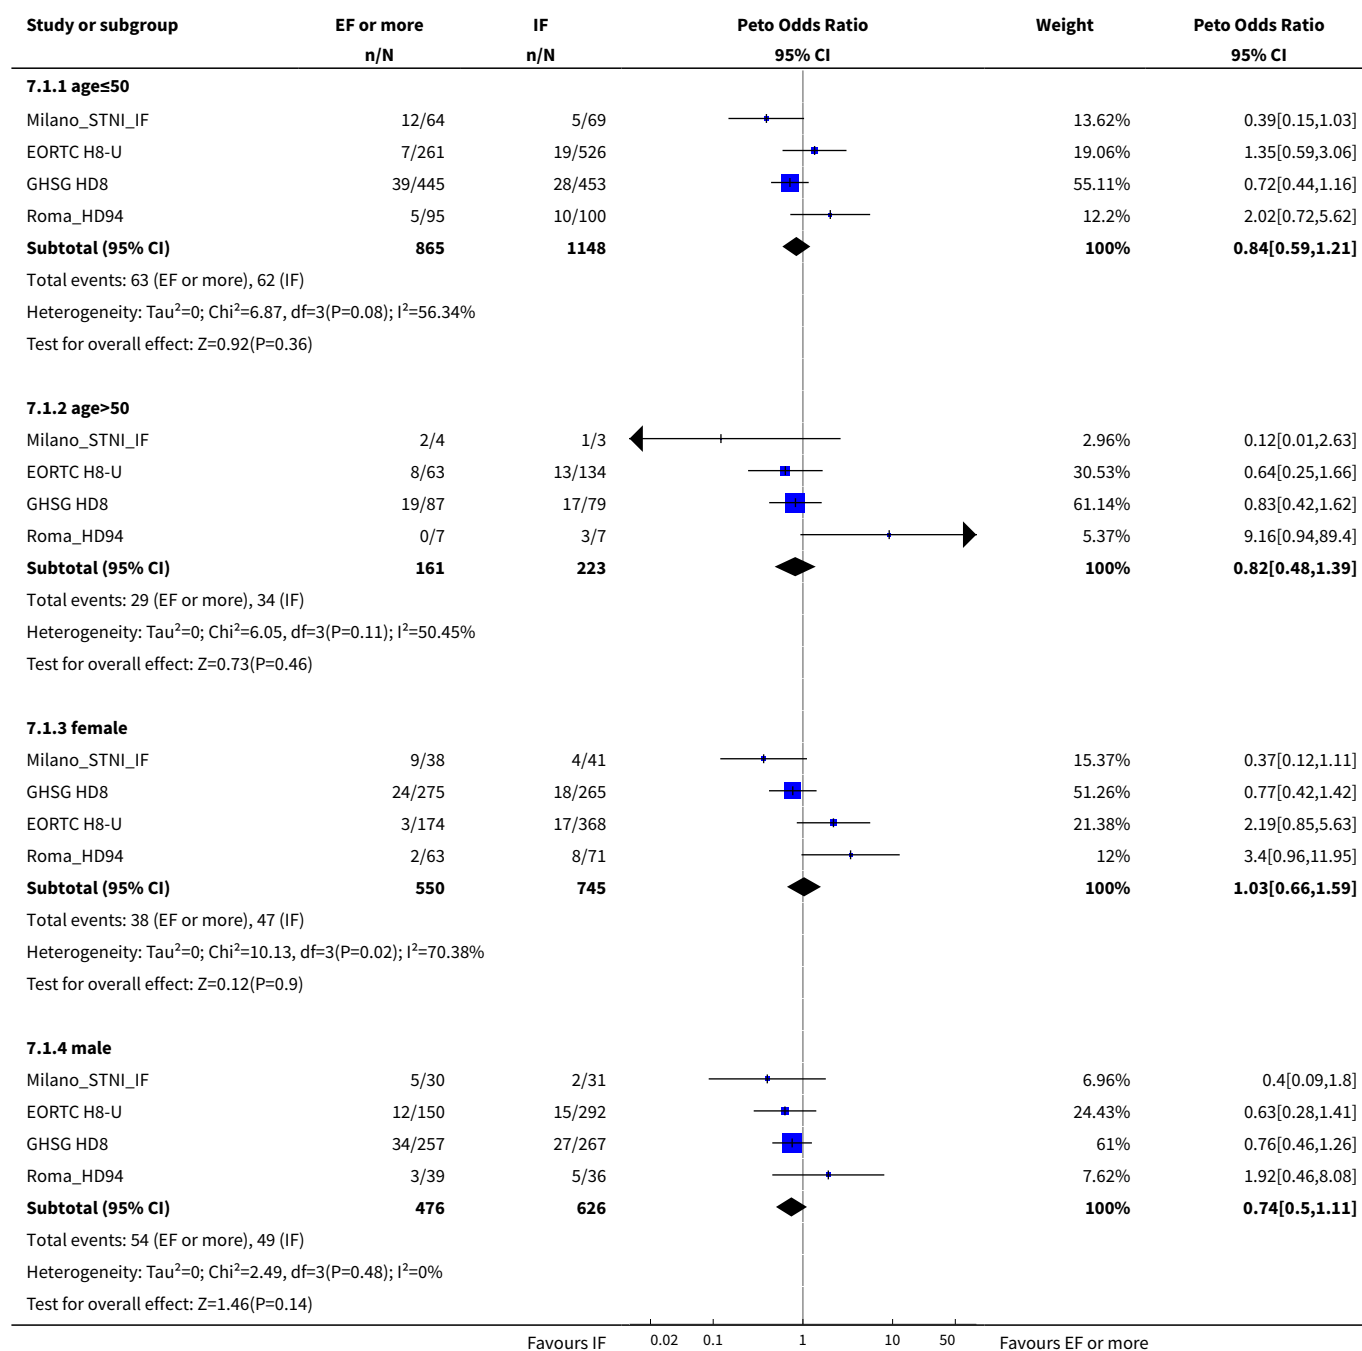 Study or subgroup EF or more IF Peto Odds Ratio Weight Peto Odds Ratio
n/N n/N 95% CI 95% CI
7.1.1 age≤50
Milano_STNI_IF 12/64 5/69 13.62% 0.39[0.15,1.03]
EORTC H8-U 7/261 19/526 19.06% 1.35[0.59,3.06]
GHSG HD8 39/445 28/453 55.11% 0.72[0.44,1.16]
Roma_HD94 5/95 10/100 12.2% 2.02[0.72,5.62]
Subtotal (95% CI) 865 1148 100% 0.84[0.59,1.21]
Total events: 63 (EF or more), 62 (IF)
Heterogeneity: Tau²=0; Chi²=6.87, df=3(P=0.08); I²=56.34%
Test for overall effect: Z=0.92(P=0.36)
7.1.2 age>50
Milano_STNI_IF 2/4 1/3 2.96% 0.12[0.01,2.63]
EORTC H8-U 8/63 13/134 30.53% 0.64[0.25,1.66]
GHSG HD8 19/87 17/79 61.14% 0.83[0.42,1.62]
Roma_HD94 0/7 3/7 5.37% 9.16[0.94,89.4]
Subtotal (95% CI) 161 223 100% 0.82[0.48,1.39]
Total events: 29 (EF or more), 34 (IF)
Heterogeneity: Tau²=0; Chi²=6.05, df=3(P=0.11); I²=50.45%
Test for overall effect: Z=0.73(P=0.46)
7.1.3 female
Milano_STNI_IF 9/38 4/41 15.37% 0.37[0.12,1.11]
GHSG HD8 24/275 18/265 51.26% 0.77[0.42,1.42]
EORTC H8-U 3/174 17/368 21.38% 2.19[0.85,5.63]
Roma_HD94 2/63 8/71 12% 3.4[0.96,11.95]
Subtotal (95% CI) 550 745 100% 1.03[0.66,1.59]
Total events: 38 (EF or more), 47 (IF)
Heterogeneity: Tau²=0; Chi²=10.13, df=3(P=0.02); I²=70.38%
Test for overall effect: Z=0.12(P=0.9)
7.1.4 male
Milano_STNI_IF 5/30 2/31 6.96% 0.4[0.09,1.8]
EORTC H8-U 12/150 15/292 24.43% 0.63[0.28,1.41]
GHSG HD8 34/257 27/267 61% 0.76[0.46,1.26]
Roma_HD94 3/39 5/36 7.62% 1.92[0.46,8.08]
Subtotal (95% CI) 476 626 100% 0.74[0.5,1.11]
Total events: 54 (EF or more), 49 (IF)
Heterogeneity: Tau²=0; Chi²=2.49, df=3(P=0.48); I²=0%
Test for overall effect: Z=1.46(P=0.14)
Favours IF 0.02 0.1 1 10 50 Favours EF or more